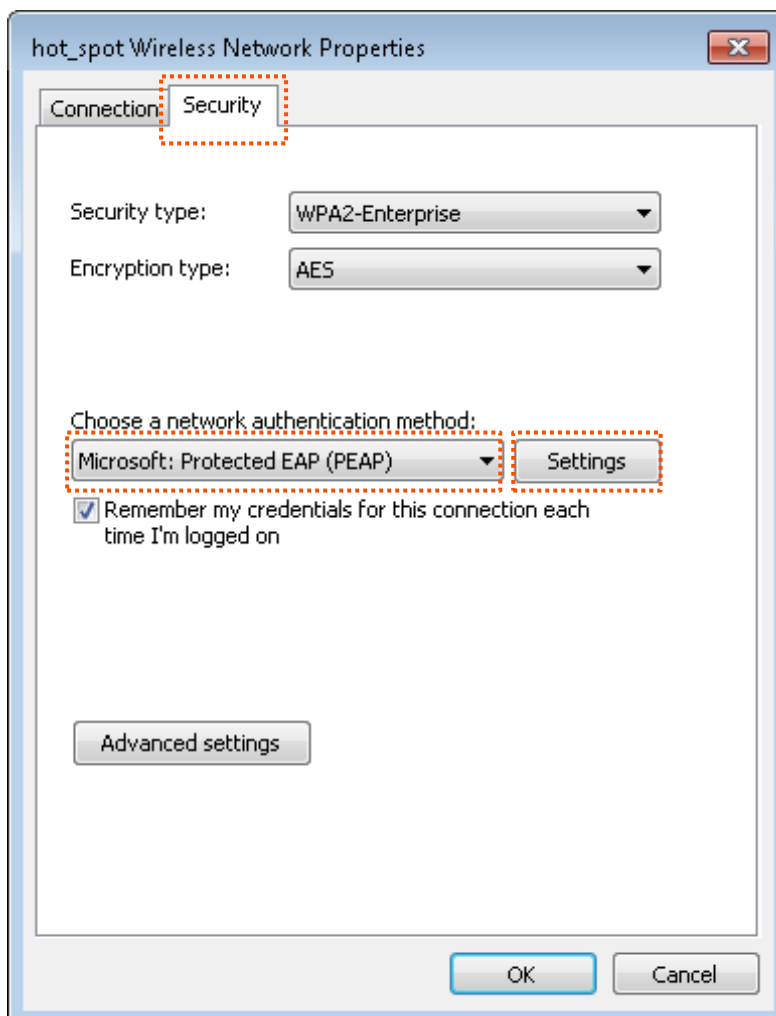 hot_spot Wireless Network Properties
Connection Security
Security type: WPA2-Enterprise
Encryption type: AES
Choose a network authentication method:
Microsoft: Protected EAP (PEAP) Settings
Remember my credentials for this connection each
time I'm logged on
Advanced settings
OK Cancel